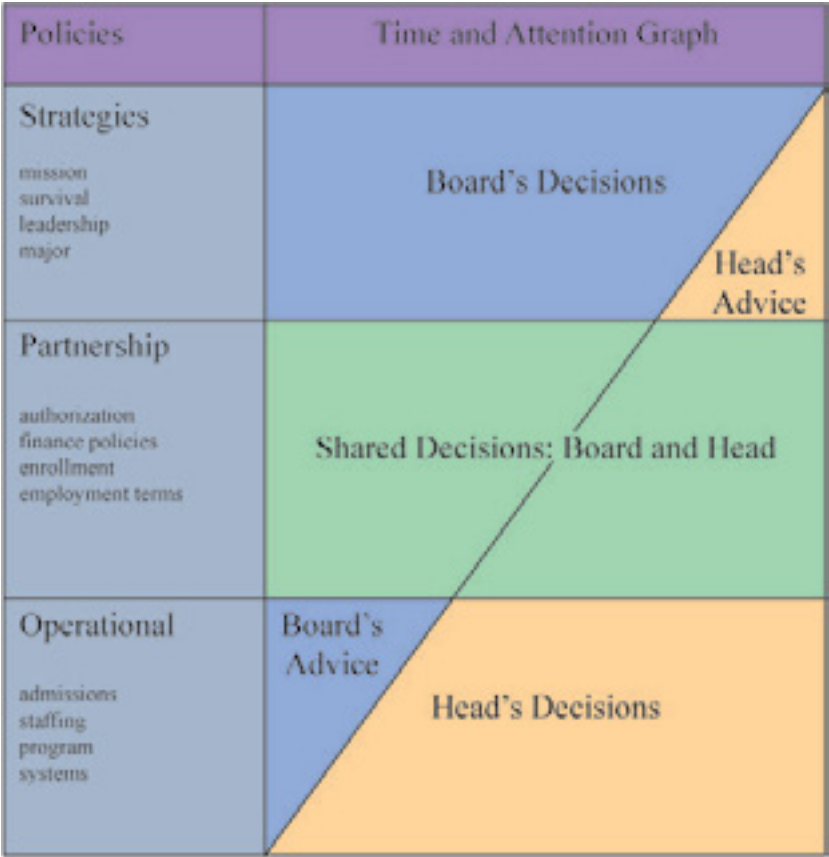 Policies
Time and Attention Graph
Strategies
mission
survival
leadership
major
Board's Decisions
Head's
Advice
Partnership
authorization
finance policies
enrollment
employment terms
Shared Decisions: Board and Head
Operational
admissions
staffing
program
systems
Board's
Advice
Head's Decisions